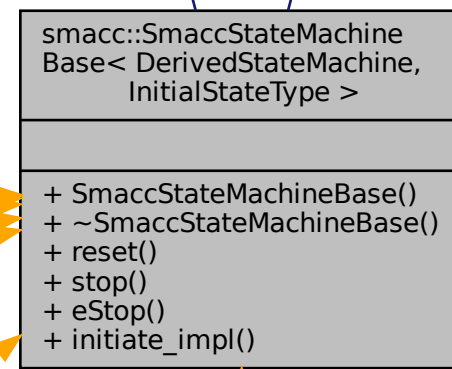 smacc::SmaccStateMachine
Base< DerivedStateMachine,
InitialStateType >
+ SmaccStateMachineBase()
+ ~SmaccStateMachineBase()
+ reset()
+ stop()
+ eStop()
+ initiate_impl()